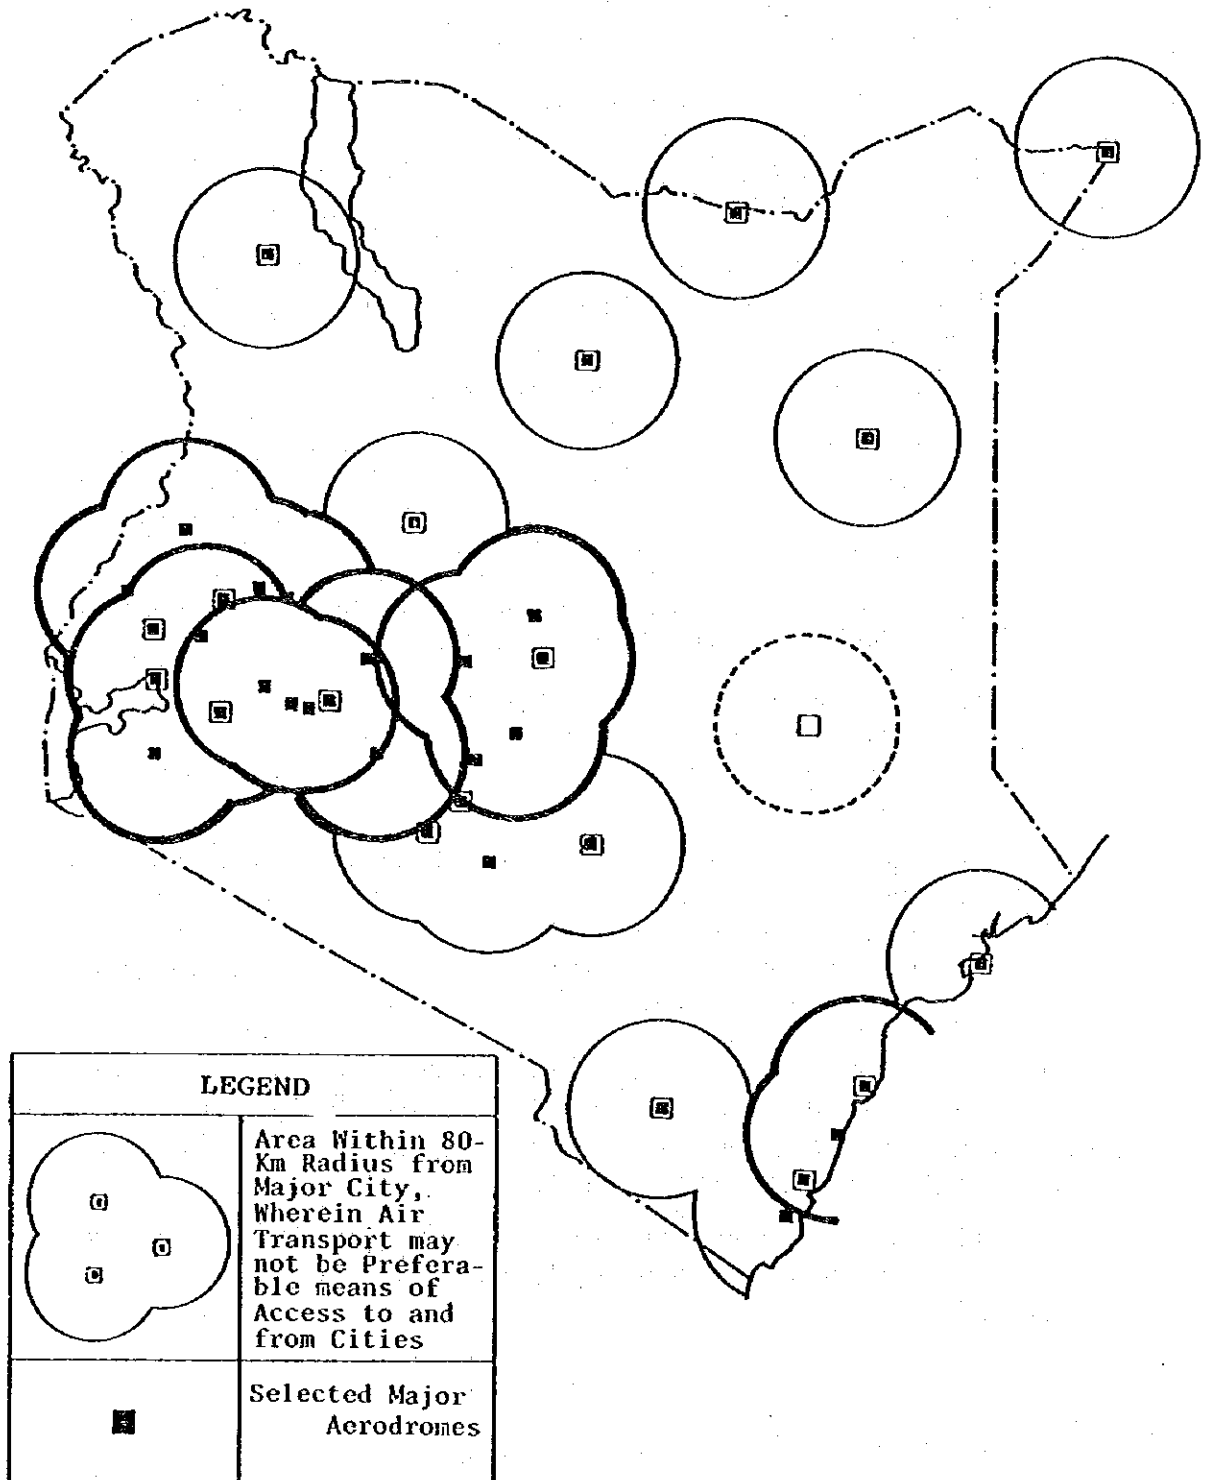 LEGEND
Area Within 80-
Km Radius from
Major City,
Wherein Air
Transport may
not be Prefera-
ble means of
Access to and
from Cities
Selected Major
Aerodromes